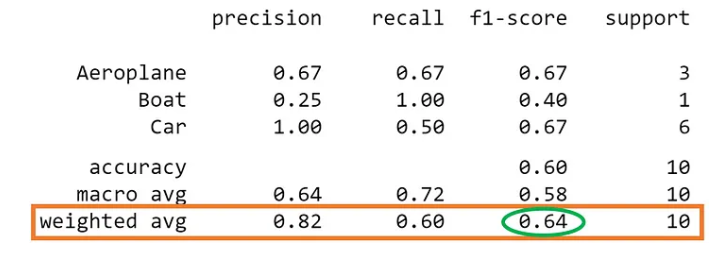 precision recall f1-score support
Aeroplane 0.67 0.67 0.67 3
Boat 0.25 1.00 0.40 1
Car 1.00 0.50 0.67 6
accuracy 0.60 10
macro avg 0.64 0.72 0.58 10
weighted avg 0.82 0.60 0.64 10